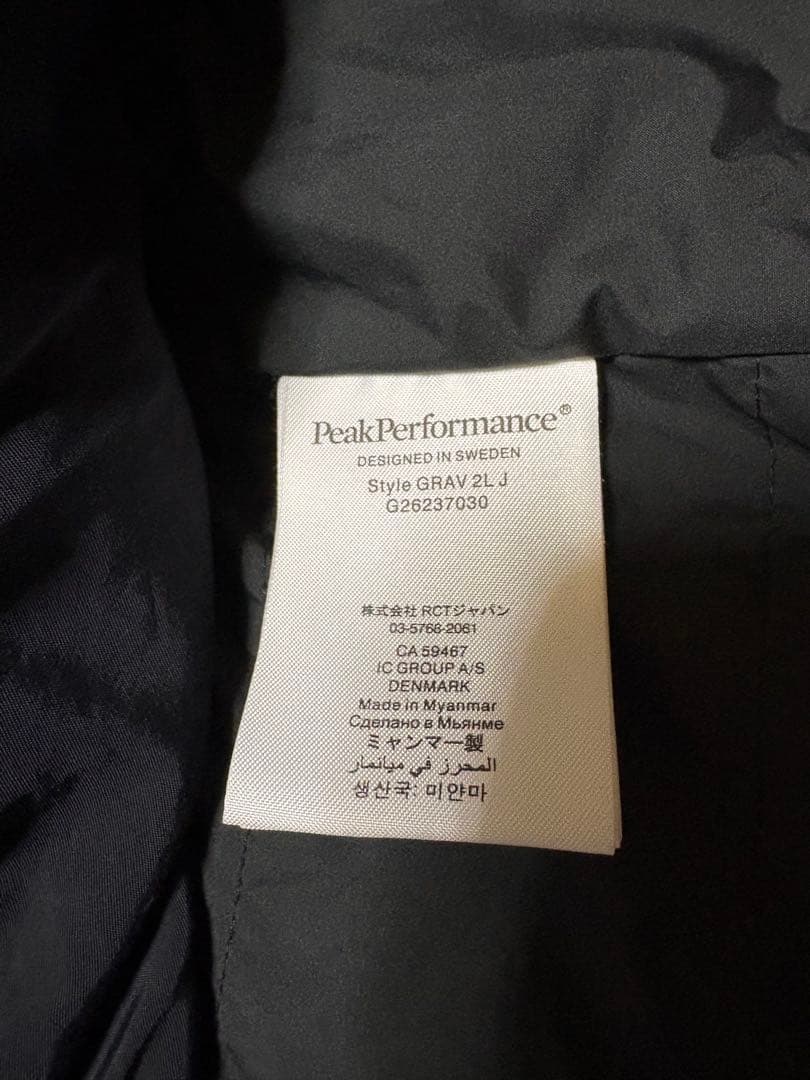 PeakPerformance®
DESIGNED IN SWEDEN
Style GRAV 2L J
G26237030
株式会社 RCTジャパン
03-5768-2061
CA 59467
IC GROUP A/S
DENMARK
Made in Myanmar
Сделано в Мьянме
ミャンマー製
المحرز في ميانمار
생산국: 미얀마